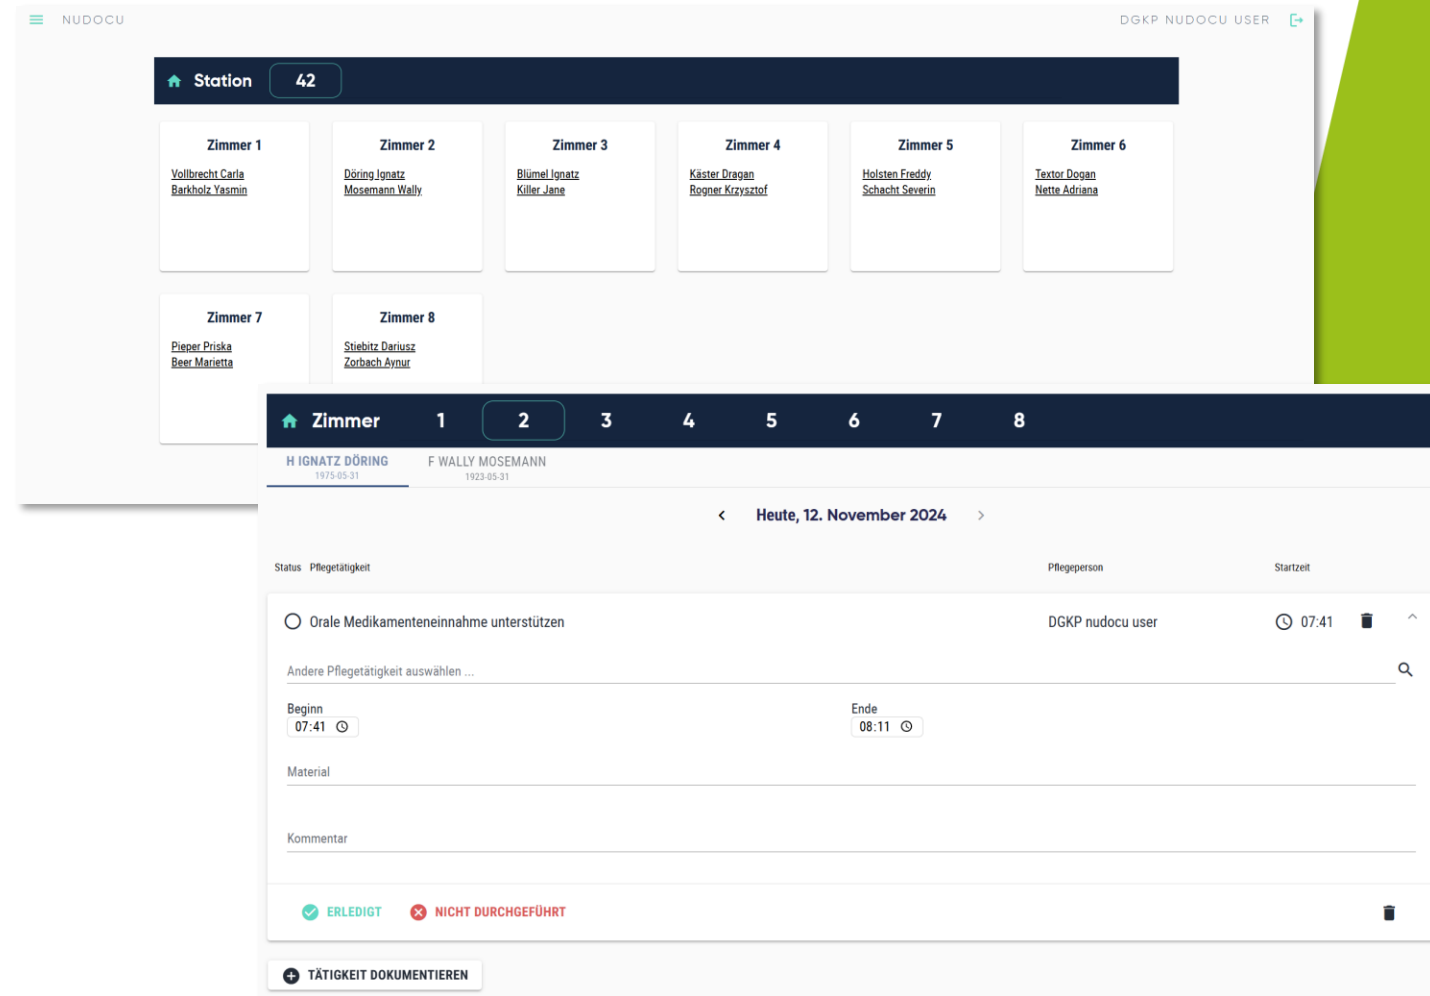 NUDOCU
DGKP NUDOCU USER
Station 42
Zimmer 1
Vollbrecht Carla
Barkholz Yasmin
Zimmer 2
Döring Ignatz
Mosemann Wally
Zimmer 3
Blümel Ignatz
Killer Jane
Zimmer 4
Käster Dragan
Rogner Krzysztof
Zimmer 5
Holsten Freddy
Schacht Severin
Zimmer 6
Textor Dogan
Nette Adriana
Zimmer 7
Pieper Priska
Beer Marietta
Zimmer 8
Stiebitz Dariusz
Zorbach Aynur
Zimmer 1 2 3 4 5 6 7 8
H IGNATZ DÖRING
1975-05-31
F WALLY MOSEMANN
1923-05-31
Heute, 12. November 2024
Status Pflegetätigkeit Pflegeperson Startzeit
Orale Medikamenteneinnahme unterstützen DGKP nudocu user 07:41
Andere Pflegetätigkeit auswählen ...
Beginn
07:41
Ende
08:11
Material
Kommentar
ERLEDIGT NICHT DURCHGEFÜHRT
TÄTIGKEIT DOKUMENTIEREN